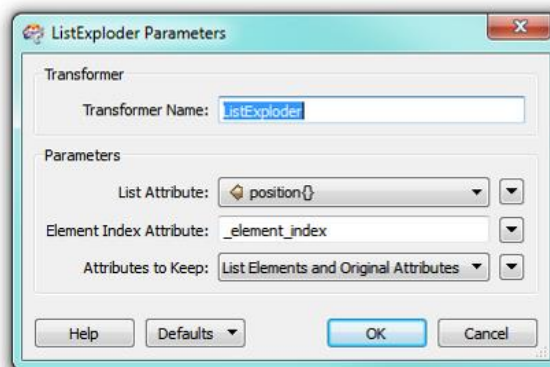 ListExploder Parameters
Transformer
Transformer Name: ListExploder
Parameters
List Attribute: position{}
Element Index Attribute: _element_index
Attributes to Keep: List Elements and Original Attributes
Help Defaults OK Cancel